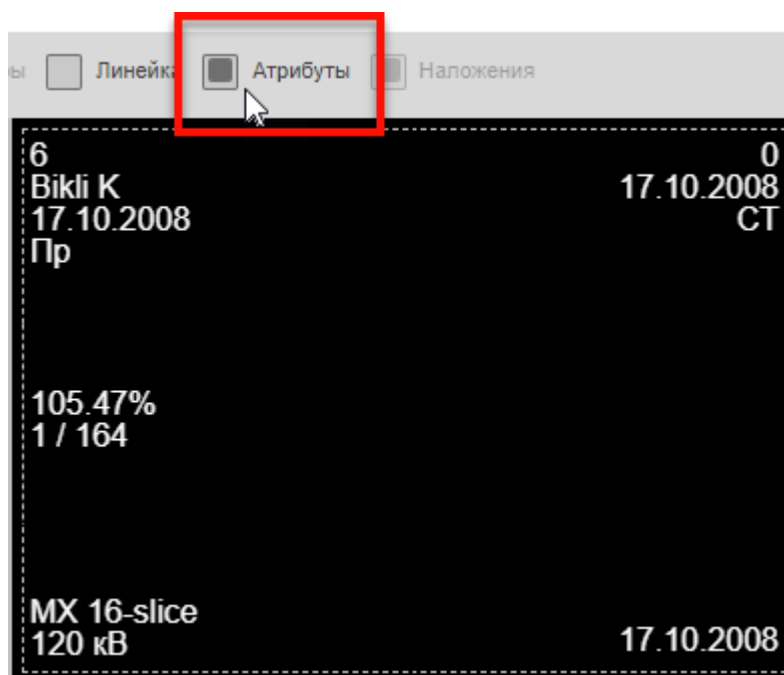 ры Линейка Атрибуты Наложения
6 0
Bikli K 17.10.2008
17.10.2008 CT
Пр
105.47%
1 / 164
MX 16-slice
120 кВ 17.10.2008